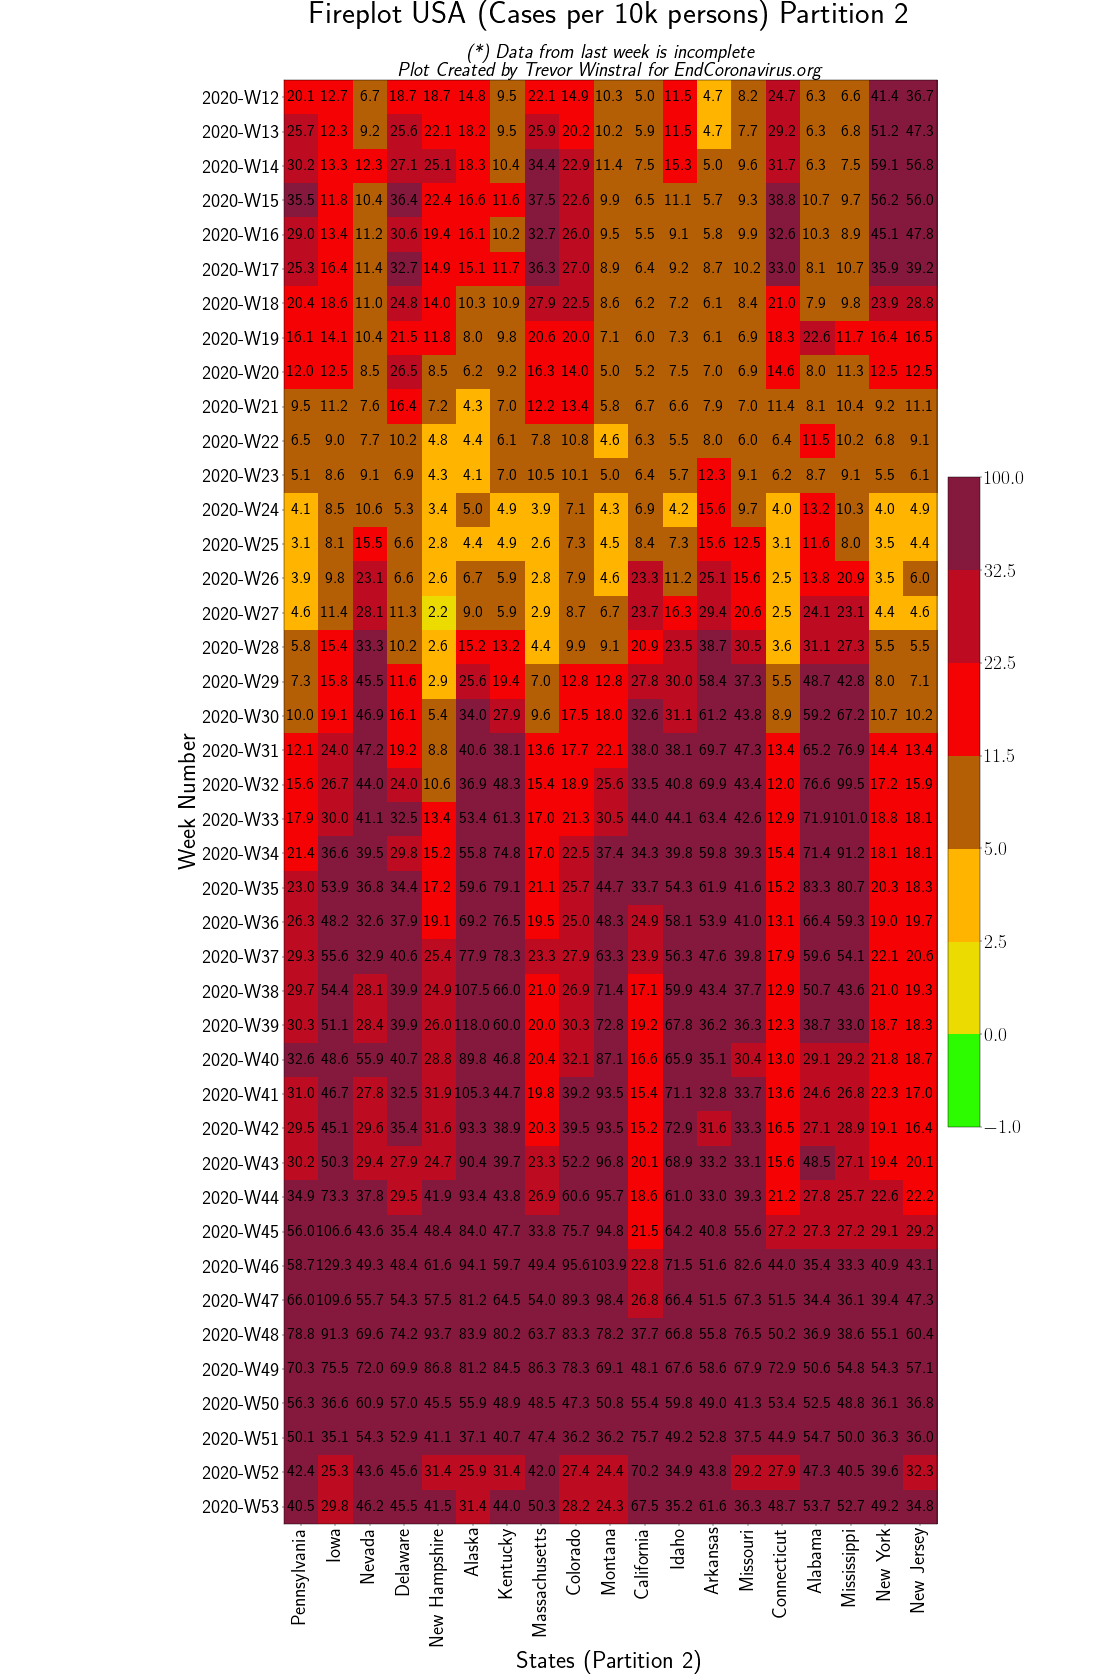 Fireplot USA (Cases per 10k persons) Partition 2
(*) Data from last week is incomplete
Plot Created by Trevor Winstral for EndCoronavirus.org
2020-W12 20.1 12.7 6.7 18.7 18.7 14.8 9.5 22.1 14.9 10.3 5.0 11.5 4.7 8.2 24.7 6.3 6.6 41.4 36.7
2020-W13 25.7 12.3 9.2 25.6 22.1 18.2 9.5 25.9 20.2 10.2 5.9 11.5 4.7 7.7 29.2 6.3 6.8 51.2 47.3
2020-W14 30.2 13.3 12.3 27.1 25.1 18.3 10.4 34.4 22.9 11.4 7.5 15.3 5.0 9.6 31.7 6.3 7.5 59.1 56.8
2020-W15 35.5 11.8 10.4 36.4 22.4 16.6 11.6 37.5 22.6 9.9 6.5 11.1 5.7 9.3 38.8 10.7 9.7 56.2 56.0
2020-W16 29.0 13.4 11.2 30.6 19.4 16.1 10.2 32.7 26.0 9.5 5.5 9.1 5.8 9.9 32.6 10.3 8.9 45.1 47.8
2020-W17 25.3 16.4 11.4 32.7 14.9 15.1 11.7 36.3 27.0 8.9 6.4 9.2 8.7 10.2 33.0 8.1 10.7 35.9 39.2
2020-W18 20.4 18.6 11.0 24.8 14.0 10.3 10.9 27.9 22.5 8.6 6.2 7.2 6.1 8.4 21.0 7.9 9.8 23.9 28.8
2020-W19 16.1 14.1 10.4 21.5 11.8 8.0 9.8 20.6 20.0 7.1 6.0 7.3 6.1 6.9 18.3 22.6 11.7 16.4 16.5
2020-W20 12.0 12.5 8.5 26.5 8.5 6.2 9.2 16.3 14.0 5.0 5.2 7.5 7.0 6.9 14.6 8.0 11.3 12.5 12.5
2020-W21 9.5 11.2 7.6 16.4 7.2 4.3 7.0 12.2 13.4 5.8 6.7 6.6 7.9 7.0 11.4 8.1 10.4 9.2 11.1
2020-W22 6.5 9.0 7.7 10.2 4.8 4.4 6.1 7.8 10.8 4.6 6.3 5.5 8.0 6.0 6.4 11.5 10.2 6.8 9.1
2020-W23 5.1 8.6 9.1 6.9 4.3 4.1 7.0 10.5 10.1 5.0 6.4 5.7 12.3 9.1 6.2 8.7 9.1 5.5 6.1
2020-W24 4.1 8.5 10.6 5.3 3.4 5.0 4.9 3.9 7.1 4.3 6.9 4.2 15.6 9.7 4.0 13.2 10.3 4.0 4.9
2020-W25 3.1 8.1 15.5 6.6 2.8 4.4 4.9 2.6 7.3 4.5 8.4 7.3 15.6 12.5 3.1 11.6 8.0 3.5 4.4
2020-W26 3.9 9.8 23.1 6.6 2.6 6.7 5.9 2.8 7.9 4.6 23.3 11.2 25.1 15.6 2.5 13.8 20.9 3.5 6.0
2020-W27 4.6 11.4 28.1 11.3 2.2 9.0 5.9 2.9 8.7 6.7 23.7 16.3 29.4 20.6 2.5 24.1 23.1 4.4 4.6
2020-W28 5.8 15.4 33.3 10.2 2.6 15.2 13.2 4.4 9.9 9.1 20.9 23.5 38.7 30.5 3.6 31.1 27.3 5.5 5.5
2020-W29 7.3 15.8 45.5 11.6 2.9 25.6 19.4 7.0 12.8 12.8 27.8 30.0 58.4 37.3 5.5 48.7 42.8 8.0 7.1
2020-W30 10.0 19.1 46.9 16.1 5.4 34.0 27.9 9.6 17.5 18.0 32.6 31.1 61.2 43.8 8.9 59.2 67.2 10.7 10.2
2020-W31 12.1 24.0 47.2 19.2 8.8 40.6 38.1 13.6 17.7 22.1 38.0 38.1 69.7 47.3 13.4 65.2 76.9 14.4 13.4
2020-W32 15.6 26.7 44.0 24.0 10.6 36.9 48.3 15.4 18.9 25.6 33.5 40.8 69.9 43.4 12.0 76.6 99.5 17.2 15.9
2020-W33 17.9 30.0 41.1 32.5 13.4 53.4 61.3 17.0 21.3 30.5 44.0 44.1 63.4 42.6 12.9 71.9 101.0 18.8 18.1
2020-W34 21.4 36.6 39.5 29.8 15.2 55.8 74.8 17.0 22.5 37.4 34.3 39.8 59.8 39.3 15.4 71.4 91.2 18.1 18.1
2020-W35 23.0 53.9 36.8 34.4 17.2 59.6 79.1 21.1 25.7 44.7 33.7 54.3 61.9 41.6 15.2 83.3 80.7 20.3 18.3
2020-W36 26.3 48.2 32.6 37.9 19.1 69.2 76.5 19.5 25.0 48.3 24.9 58.1 53.9 41.0 13.1 66.4 59.3 19.0 19.7
2020-W37 29.3 55.6 32.9 40.6 25.4 77.9 78.3 23.3 27.9 63.3 23.9 56.3 47.6 39.8 17.9 59.6 54.1 22.1 20.6
2020-W38 29.7 54.4 28.1 39.9 24.9 107.5 66.0 21.0 26.9 71.4 17.1 59.9 43.4 37.7 12.9 50.7 43.6 21.0 19.3
2020-W39 30.3 51.1 28.4 39.9 26.0 118.0 60.0 20.0 30.3 72.8 19.2 67.8 36.2 36.3 12.3 38.7 33.0 18.7 18.3
2020-W40 32.6 48.6 55.9 40.7 28.8 89.8 46.8 20.4 32.1 87.1 16.6 65.9 35.1 30.4 13.0 29.1 29.2 21.8 18.7
2020-W41 31.0 46.7 27.8 32.5 31.9 105.3 44.7 19.8 39.2 93.5 15.4 71.1 32.8 33.7 13.6 24.6 26.8 22.3 17.0
2020-W42 29.5 45.1 29.6 35.4 31.6 93.3 38.9 20.3 39.5 93.5 15.2 72.9 31.6 33.3 16.5 27.1 28.9 19.1 16.4
2020-W43 30.2 50.3 29.4 27.9 24.7 90.4 39.7 23.3 52.2 96.8 20.1 68.9 33.2 33.1 15.6 48.5 27.1 19.4 20.1
2020-W44 34.9 73.3 37.8 29.5 41.9 93.4 43.8 26.9 60.6 95.7 18.6 61.0 33.0 39.3 21.2 27.8 25.7 22.6 22.2
2020-W45 56.0 106.6 43.6 35.4 48.4 84.0 47.7 33.8 75.7 94.8 21.5 64.2 40.8 55.6 27.2 27.3 27.2 29.1 29.2
2020-W46 58.7 129.3 49.3 48.4 61.6 94.1 59.7 49.4 95.6 103.9 22.8 71.5 51.6 82.6 44.0 35.4 33.3 40.9 43.1
2020-W47 66.0 109.6 55.7 54.3 57.5 81.2 64.5 54.0 89.3 98.4 26.8 66.4 51.5 67.3 51.5 34.4 36.1 39.4 47.3
2020-W48 78.8 91.3 69.6 74.2 93.7 83.9 80.2 63.7 83.3 78.2 37.7 66.8 55.8 76.5 50.2 36.9 38.6 55.1 60.4
2020-W49 70.3 75.5 72.0 69.9 86.8 81.2 84.5 86.3 78.3 69.1 48.1 67.6 58.6 67.9 72.9 50.6 54.8 54.3 57.1
2020-W50 56.3 36.6 60.9 57.0 45.5 55.9 48.9 48.5 47.3 50.8 55.4 59.8 49.0 41.3 53.4 52.5 48.8 36.1 36.8
2020-W51 50.1 35.1 54.3 52.9 41.1 37.1 40.7 47.4 36.2 36.2 75.7 49.2 52.8 37.5 44.9 54.7 50.0 36.3 36.0
2020-W52 42.4 25.3 43.6 45.6 31.4 25.9 31.4 42.0 27.4 24.4 70.2 34.9 43.8 29.2 27.9 47.3 40.5 39.6 32.3
2020-W53 40.5 29.8 46.2 45.5 41.5 31.4 44.0 50.3 28.2 24.3 67.5 35.2 61.6 36.3 48.7 53.7 52.7 49.2 34.8
Week Number
Pennsylvania
Iowa
Nevada
Delaware
New Hampshire
Alaska
Kentucky
Massachusetts
Colorado
Montana
California
Idaho
Arkansas
Missouri
Connecticut
Alabama
Mississippi
New York
New Jersey
States (Partition 2)
100.0
32.5
22.5
11.5
5.0
2.5
0.0
−1.0